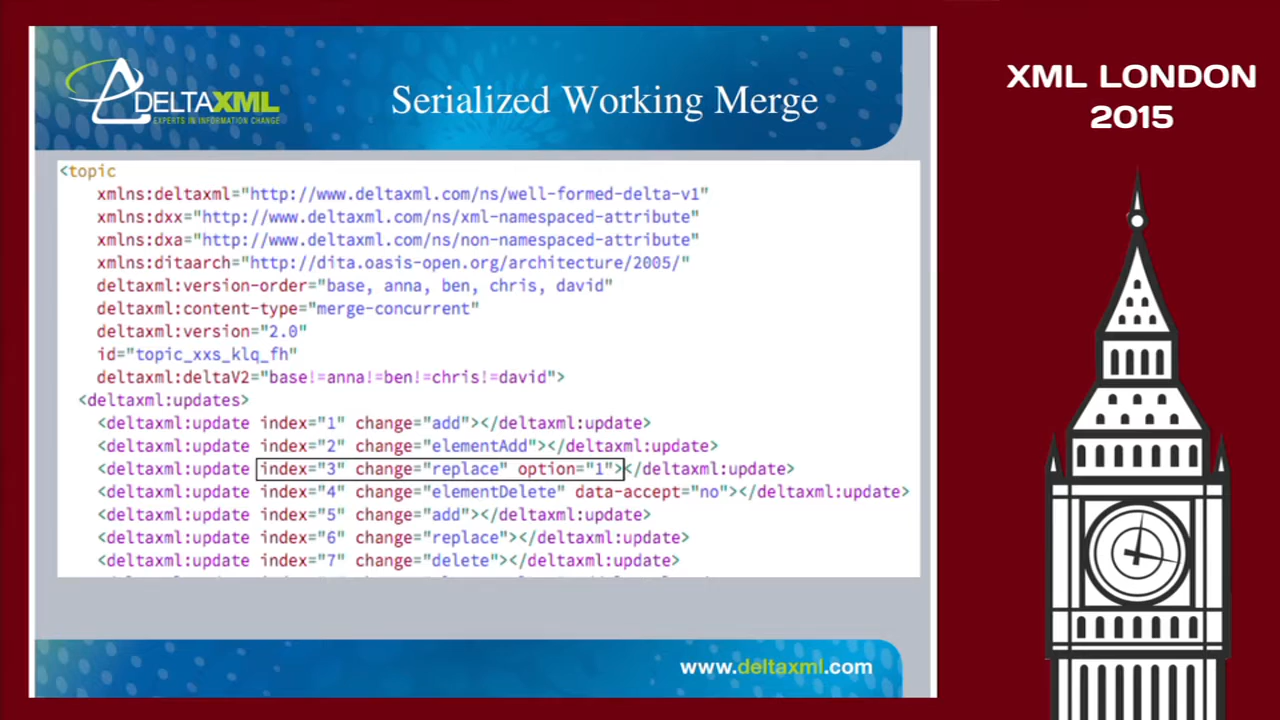 DELTAXML
EXPERTS IN INFORMATION CHANGE
Serialized Working Merge
XML LONDON
2015
<topic
xmlns:deltaxml="http://www.deltaxml.com/ns/well-formed-delta-v1"
xmlns:dxx="http://www.deltaxml.com/ns/xml-namespaced-attribute"
xmlns:dxa="http://www.deltaxml.com/ns/non-namespaced-attribute"
xmlns:ditaarch="http://dita.oasis-open.org/architecture/2005/"
deltaxml:version-order="base, anna, ben, chris, david"
deltaxml:content-type="merge-concurrent"
deltaxml:version="2.0"
id="topic_xxs_klq_fh"
deltaxml:deltaV2="base!=anna!=ben!=chris!=david">
<deltaxml:updates>
<deltaxml:update index="1" change="add"></deltaxml:update>
<deltaxml:update index="2" change="elementAdd"></deltaxml:update>
<deltaxml:update index="3" change="replace" option="1"></deltaxml:update>
<deltaxml:update index="4" change="elementDelete" data-accept="no"></deltaxml:update>
<deltaxml:update index="5" change="add"></deltaxml:update>
<deltaxml:update index="6" change="replace"></deltaxml:update>
<deltaxml:update index="7" change="delete"></deltaxml:update>
www.deltaxml.com